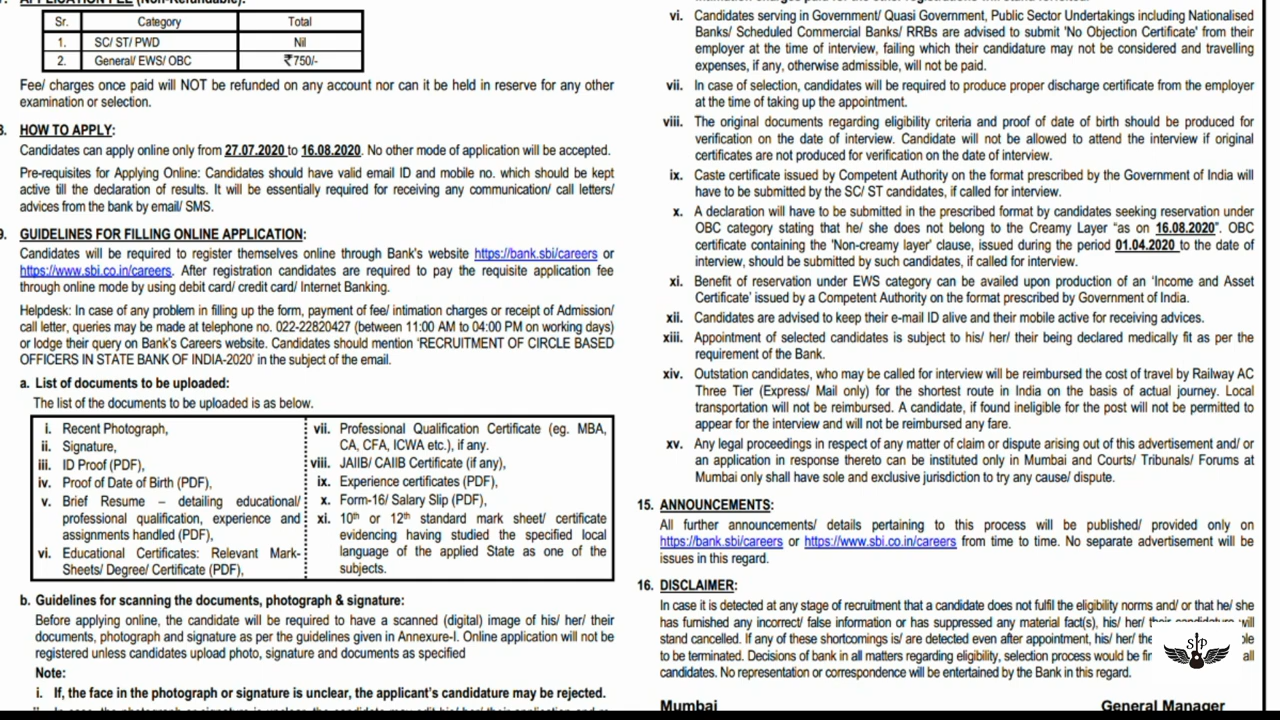 APPLICATION FEE (Non-Refundable):
Sr. Category Total
1. SC/ ST/ PWD Nil
2. General/ EWS/ OBC ₹750/-
Fee/ charges once paid will NOT be refunded on any account nor can it be held in reserve for any other
examination or selection.
HOW TO APPLY:
Candidates can apply online only from 27.07.2020 to 16.08.2020. No other mode of application will be accepted.
Pre-requisites for Applying Online: Candidates should have valid email ID and mobile no. which should be kept
active till the declaration of results. It will be essentially required for receiving any communication/ call letters/
advices from the bank by email/ SMS.
9 GUIDELINES FOR FILLING ONLINE APPLICATION:
Candidates will be required to register themselves online through Bank's website https://bank.sbi/careers or
https://www.sbi.co.in/careers. After registration candidates are required to pay the requisite application fee
through online mode by using debit card/ credit card/ Internet Banking.
Helpdesk: In case of any problem in filling up the form, payment of fee/ intimation charges or receipt of Admission/
call letter, queries may be made at telephone no. 022-22820427 (between 11:00 AM to 04:00 PM on working days)
or lodge their query on Bank's Careers website. Candidates should mention 'RECRUITMENT OF CIRCLE BASED
OFFICERS IN STATE BANK OF INDIA-2020' in the subject of the email.
a. List of documents to be uploaded:
The list of the documents to be uploaded is as below.
i. Recent Photograph,
ii. Signature,
iii. ID Proof (PDF),
iv. Proof of Date of Birth (PDF),
v. Brief Resume – detailing educational/
professional qualification, experience and
assignments handled (PDF),
vi. Educational Certificates: Relevant Mark-
Sheets/ Degree/ Certificate (PDF),
vii. Professional Qualification Certificate (eg. MBA,
CA, CFA, ICWA etc.), if any.
viii. JAIIB/ CAIIB Certificate (if any),
ix. Experience certificates (PDF),
x. Form-16/ Salary Slip (PDF),
xi. 10th or 12th standard mark sheet/ certificate
evidencing having studied the specified local
language of the applied State as one of the
subjects.
b Guidelines for scanning the documents, photograph & signature:
Before applying online, the candidate will be required to have a scanned (digital) image of his/ her/ their
documents, photograph and signature as per the guidelines given in Annexure-I. Online application will not be
registered unless candidates upload photo, signature and documents as specified
Note:
i. If, the face in the photograph or signature is unclear, the applicant's candidature may be rejected.
vi. Candidates serving in Government/ Quasi Government, Public Sector Undertakings including Nationalised
Banks/ Scheduled Commercial Banks/ RRBs are advised to submit 'No Objection Certificate' from their
employer at the time of interview, failing which their candidature may not be considered and travelling
expenses, if any, otherwise admissible, will not be paid.
vii. In case of selection, candidates will be required to produce proper discharge certificate from the employer
at the time of taking up the appointment.
viii. The original documents regarding eligibility criteria and proof of date of birth should be produced for
verification on the date of interview. Candidate will not be allowed to attend the interview if original
certificates are not produced for verification on the date of interview.
ix. Caste certificate issued by Competent Authority on the format prescribed by the Government of India will
have to be submitted by the SC/ ST candidates, if called for interview.
x. A declaration will have to be submitted in the prescribed format by candidates seeking reservation under
OBC category stating that he/ she does not belong to the Creamy Layer "as on 16.08.2020". OBC
certificate containing the 'Non-creamy layer' clause, issued during the period 01.04.2020 to the date of
interview, should be submitted by such candidates, if called for interview.
xi. Benefit of reservation under EWS category can be availed upon production of an 'Income and Asset
Certificate' issued by a Competent Authority on the format prescribed by Government of India.
xii. Candidates are advised to keep their e-mail ID alive and their mobile active for receiving advices.
xiii. Appointment of selected candidates is subject to his/ her/ their being declared medically fit as per the
requirement of the Bank.
xiv. Outstation candidates, who may be called for interview will be reimbursed the cost of travel by Railway AC
Three Tier (Express/ Mail only) for the shortest route in India on the basis of actual journey. Local
transportation will not be reimbursed. A candidate, if found ineligible for the post will not be permitted to
appear for the interview and will not be reimbursed any fare.
xv. Any legal proceedings in respect of any matter of claim or dispute arising out of this advertisement and/ or
an application in response thereto can be instituted only in Mumbai and Courts/ Tribunals/ Forums at
Mumbai only shall have sole and exclusive jurisdiction to try any cause/ dispute.
15. ANNOUNCEMENTS:
All further announcements/ details pertaining to this process will be published/ provided only on
https://bank.sbi/careers or https://www.sbi.co.in/careers from time to time. No separate advertisement will be
issues in this regard.
16. DISCLAIMER:
In case it is detected at any stage of recruitment that a candidate does not fulfil the eligibility norms and/ or that he/ she
has furnished any incorrect/ false information or has suppressed any material fact(s), his/ her/ their candidature will
stand cancelled. If any of these shortcomings is/ are detected even after appointment, his/ her/ the
to be terminated. Decisions of bank in all matters regarding eligibility, selection process would be all
candidates. No representation or correspondence will be entertained by the Bank in this regard.
Mumbai General Manager